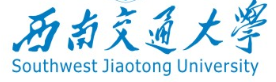 西南交通大學
Southwest Jiaotong University